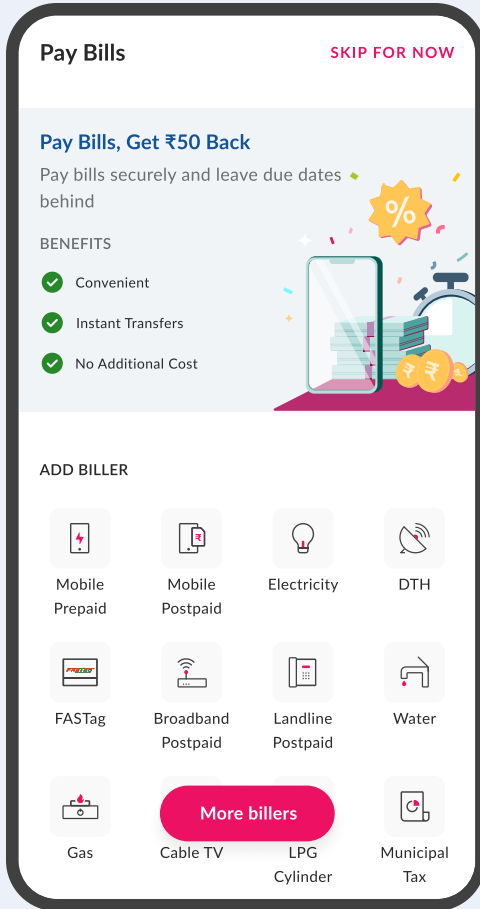 Pay Bills
SKIP FOR NOW
Pay Bills, Get ₹50 Back
Pay bills securely and leave due dates
behind
BENEFITS
Convenient
Instant Transfers
No Additional Cost
%
₹ ₹ ₹
ADD BILLER
₹
Mobile
Prepaid
Mobile
Postpaid
Electricity
DTH
FASTag
FASTag
Broadband
Postpaid
Landline
Postpaid
Water
More billers
Gas
Cable TV
LPG
Cylinder
Municipal
Tax